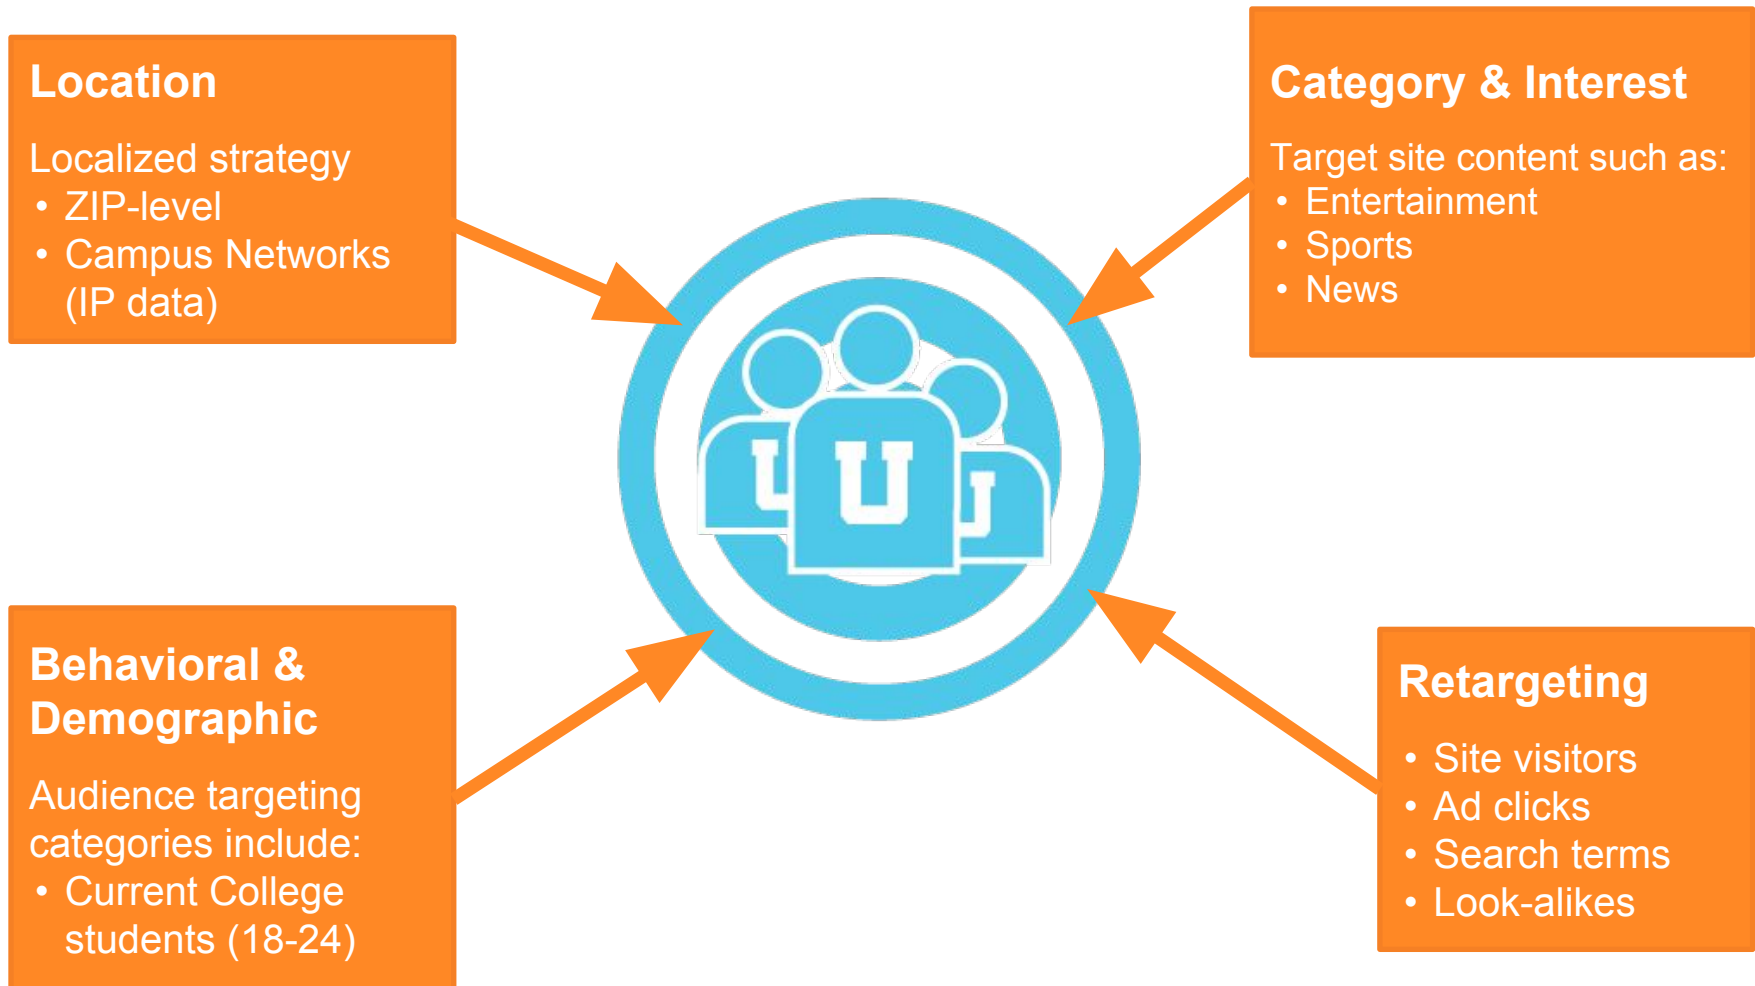 Location
Localized strategy
• ZIP-level
• Campus Networks
(IP data)
Category & Interest
Target site content such as:
• Entertainment
• Sports
• News
U U U
Behavioral &
Demographic
Audience targeting
categories include:
• Current College
students (18-24)
Retargeting
• Site visitors
• Ad clicks
• Search terms
• Look-alikes